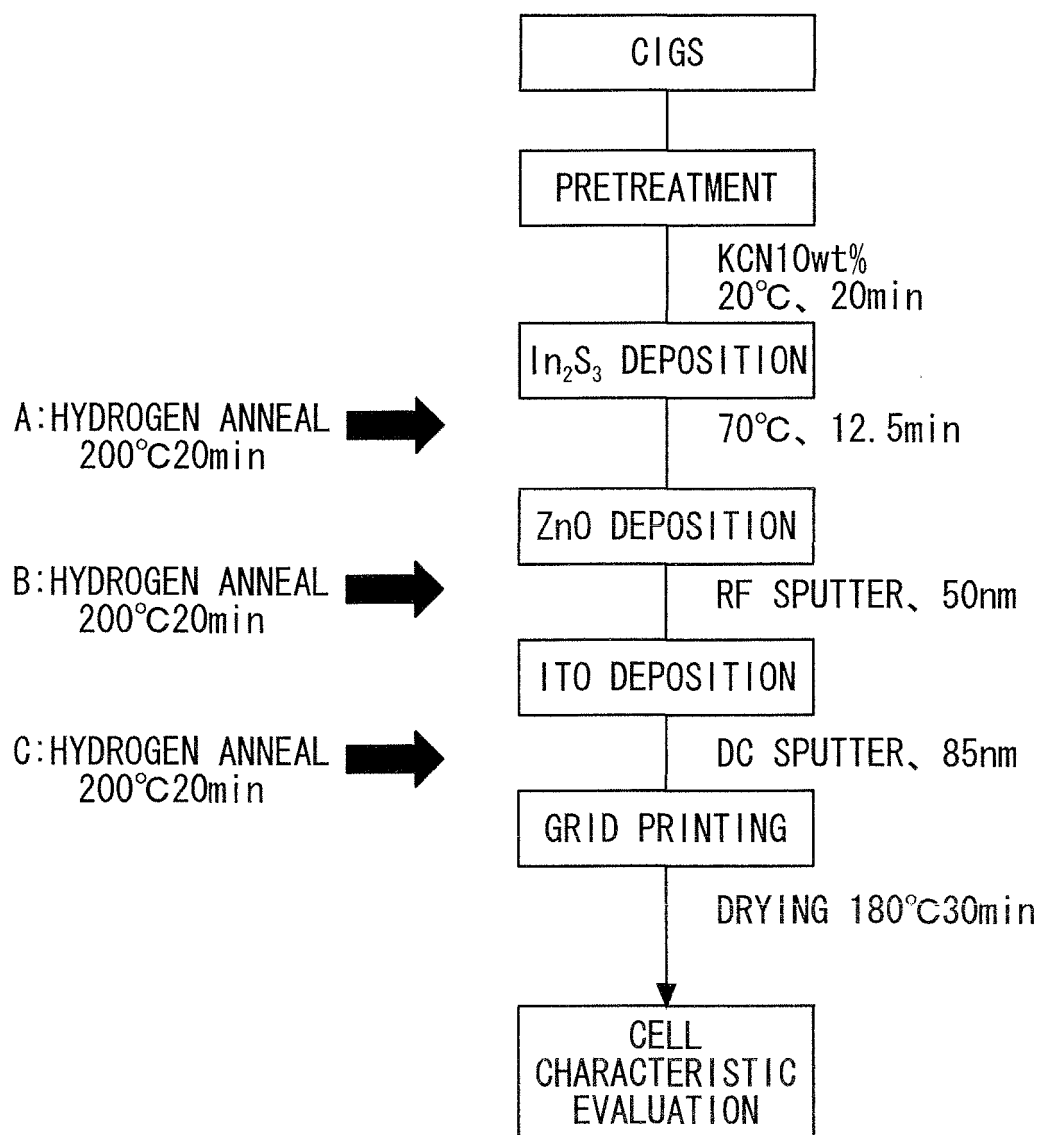 CIGS
PRETREATMENT
KCN10wt%
20℃、20min
In₂S₃ DEPOSITION
A:HYDROGEN ANNEAL
200℃20min
70℃、12.5min
ZnO DEPOSITION
B:HYDROGEN ANNEAL
200℃20min
RF SPUTTER、50nm
ITO DEPOSITION
C:HYDROGEN ANNEAL
200℃20min
DC SPUTTER、85nm
GRID PRINTING
DRYING 180℃30min
CELL
CHARACTERISTIC
EVALUATION